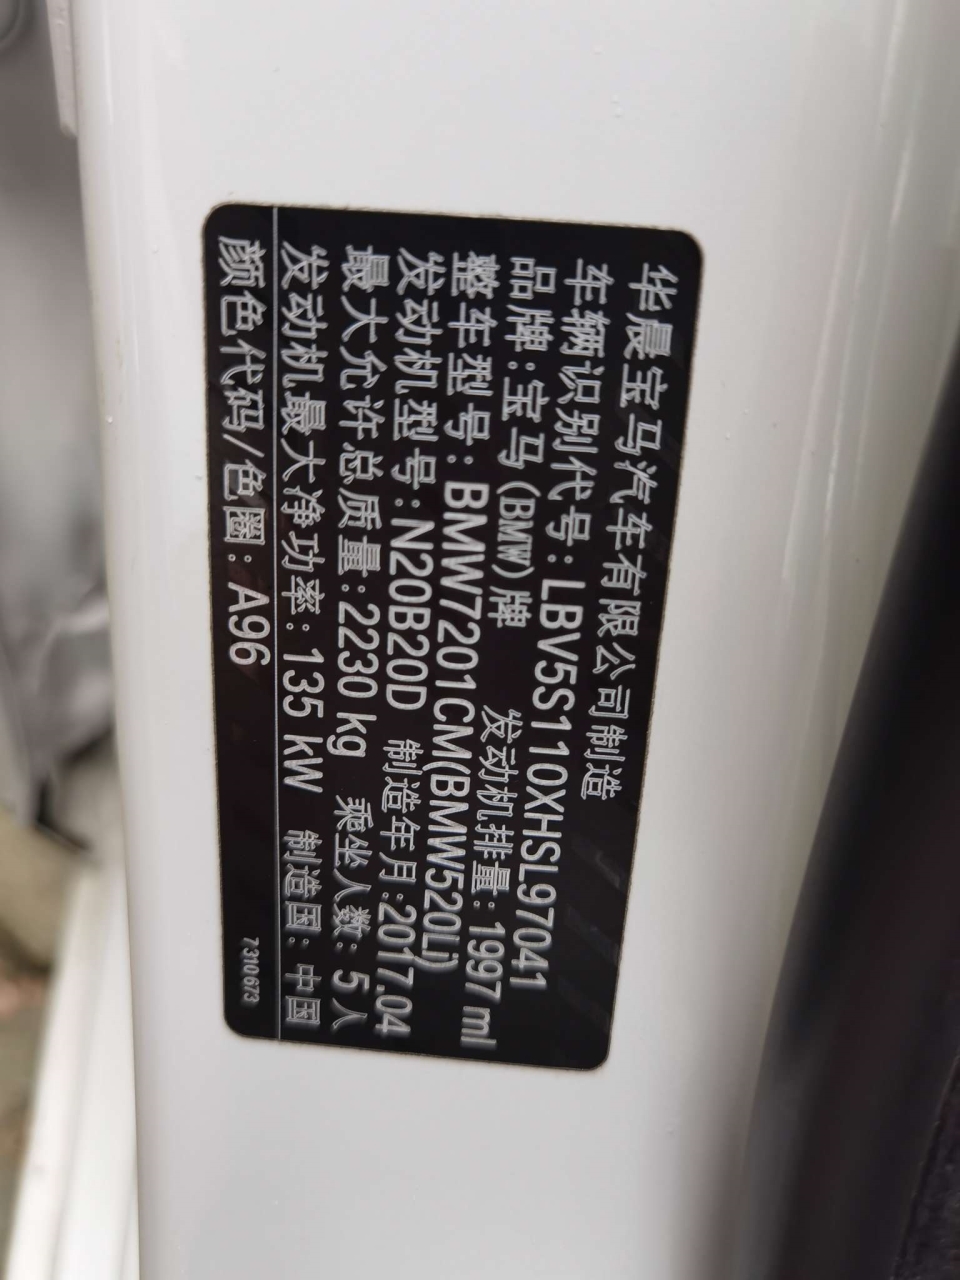 华晨宝马汽车有限公司制造
车辆识别代号:LBV5S110XHSL97041
品牌:宝马(BMW)牌 发动机排量:1997 ml
整车型号:BMW7201CM(BMW520Li)
发动机型号:N20B20D 制造年月:2017.04
最大允许总质量:2230 kg 乘坐人数:5人
发动机最大净功率:135 kW 制造国:中国
颜色代码/色圈:A96 7310673